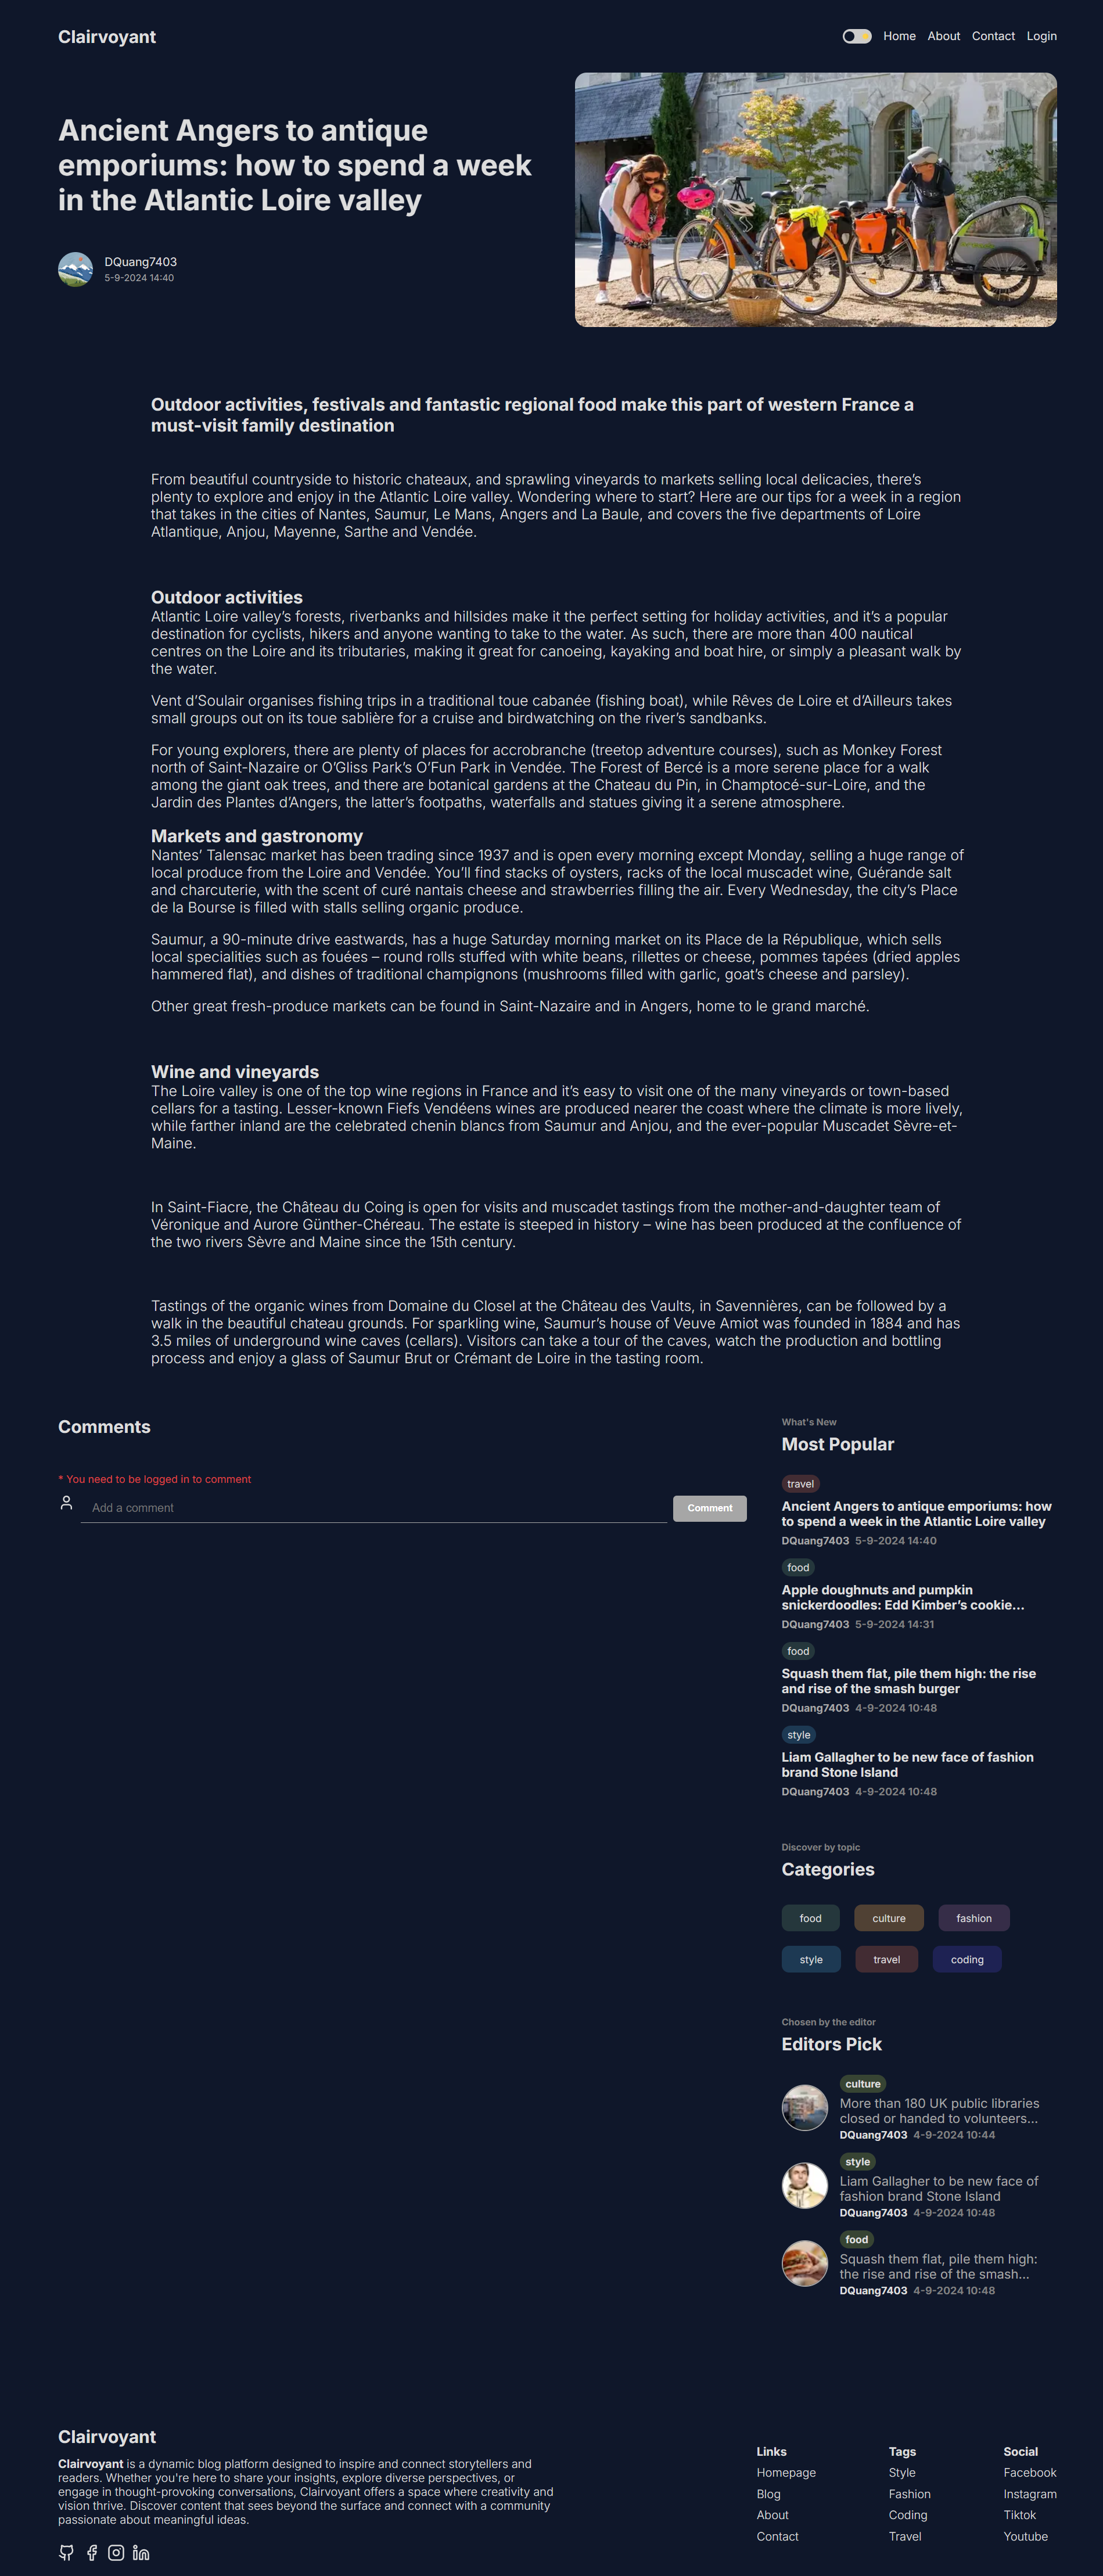 Clairvoyant
Home About Contact Login
Ancient Angers to antique
emporiums: how to spend a week
in the Atlantic Loire valley
DQuang7403
5-9-2024 14:40
Outdoor activities, festivals and fantastic regional food make this part of western France a
must-visit family destination
From beautiful countryside to historic chateaux, and sprawling vineyards to markets selling local delicacies, there’s
plenty to explore and enjoy in the Atlantic Loire valley. Wondering where to start? Here are our tips for a week in a region
that takes in the cities of Nantes, Saumur, Le Mans, Angers and La Baule, and covers the five departments of Loire
Atlantique, Anjou, Mayenne, Sarthe and Vendée.
Outdoor activities
Atlantic Loire valley’s forests, riverbanks and hillsides make it the perfect setting for holiday activities, and it’s a popular
destination for cyclists, hikers and anyone wanting to take to the water. As such, there are more than 400 nautical
centres on the Loire and its tributaries, making it great for canoeing, kayaking and boat hire, or simply a pleasant walk by
the water.
Vent d’Soulair organises fishing trips in a traditional toue cabanée (fishing boat), while Rêves de Loire et d’Ailleurs takes
small groups out on its toue sablière for a cruise and birdwatching on the river’s sandbanks.
For young explorers, there are plenty of places for accrobranche (treetop adventure courses), such as Monkey Forest
north of Saint-Nazaire or O’Gliss Park’s O’Fun Park in Vendée. The Forest of Bercé is a more serene place for a walk
among the giant oak trees, and there are botanical gardens at the Chateau du Pin, in Champtocé-sur-Loire, and the
Jardin des Plantes d’Angers, the latter’s footpaths, waterfalls and statues giving it a serene atmosphere.
Markets and gastronomy
Nantes’ Talensac market has been trading since 1937 and is open every morning except Monday, selling a huge range of
local produce from the Loire and Vendée. You’ll find stacks of oysters, racks of the local muscadet wine, Guérande salt
and charcuterie, with the scent of curé nantais cheese and strawberries filling the air. Every Wednesday, the city’s Place
de la Bourse is filled with stalls selling organic produce.
Saumur, a 90-minute drive eastwards, has a huge Saturday morning market on its Place de la République, which sells
local specialities such as fouées – round rolls stuffed with white beans, rillettes or cheese, pommes tapées (dried apples
hammered flat), and dishes of traditional champignons (mushrooms filled with garlic, goat’s cheese and parsley).
Other great fresh-produce markets can be found in Saint-Nazaire and in Angers, home to le grand marché.
Wine and vineyards
The Loire valley is one of the top wine regions in France and it’s easy to visit one of the many vineyards or town-based
cellars for a tasting. Lesser-known Fiefs Vendéens wines are produced nearer the coast where the climate is more lively,
while farther inland are the celebrated chenin blancs from Saumur and Anjou, and the ever-popular Muscadet Sèvre-et-
Maine.
In Saint-Fiacre, the Château du Coing is open for visits and muscadet tastings from the mother-and-daughter team of
Véronique and Aurore Günther-Chéreau. The estate is steeped in history – wine has been produced at the confluence of
the two rivers Sèvre and Maine since the 15th century.
Tastings of the organic wines from Domaine du Closel at the Château des Vaults, in Savennières, can be followed by a
walk in the beautiful chateau grounds. For sparkling wine, Saumur’s house of Veuve Amiot was founded in 1884 and has
3.5 miles of underground wine caves (cellars). Visitors can take a tour of the caves, watch the production and bottling
process and enjoy a glass of Saumur Brut or Crémant de Loire in the tasting room.
Comments
* You need to be logged in to comment
Add a comment
Comment
What's New
Most Popular
travel
Ancient Angers to antique emporiums: how
to spend a week in the Atlantic Loire valley
DQuang7403 5-9-2024 14:40
food
Apple doughnuts and pumpkin
snickerdoodles: Edd Kimber’s cookie...
DQuang7403 5-9-2024 14:31
food
Squash them flat, pile them high: the rise
and rise of the smash burger
DQuang7403 4-9-2024 10:48
style
Liam Gallagher to be new face of fashion
brand Stone Island
DQuang7403 4-9-2024 10:48
Discover by topic
Categories
food culture fashion
style travel coding
Chosen by the editor
Editors Pick
culture
More than 180 UK public libraries
closed or handed to volunteers...
DQuang7403 4-9-2024 10:44
style
Liam Gallagher to be new face of
fashion brand Stone Island
DQuang7403 4-9-2024 10:48
food
Squash them flat, pile them high:
the rise and rise of the smash...
DQuang7403 4-9-2024 10:48
Clairvoyant
Clairvoyant is a dynamic blog platform designed to inspire and connect storytellers and
readers. Whether you're here to share your insights, explore diverse perspectives, or
engage in thought-provoking conversations, Clairvoyant offers a space where creativity and
vision thrive. Discover content that sees beyond the surface and connect with a community
passionate about meaningful ideas.
Links
Homepage
Blog
About
Contact
Tags
Style
Fashion
Coding
Travel
Social
Facebook
Instagram
Tiktok
Youtube